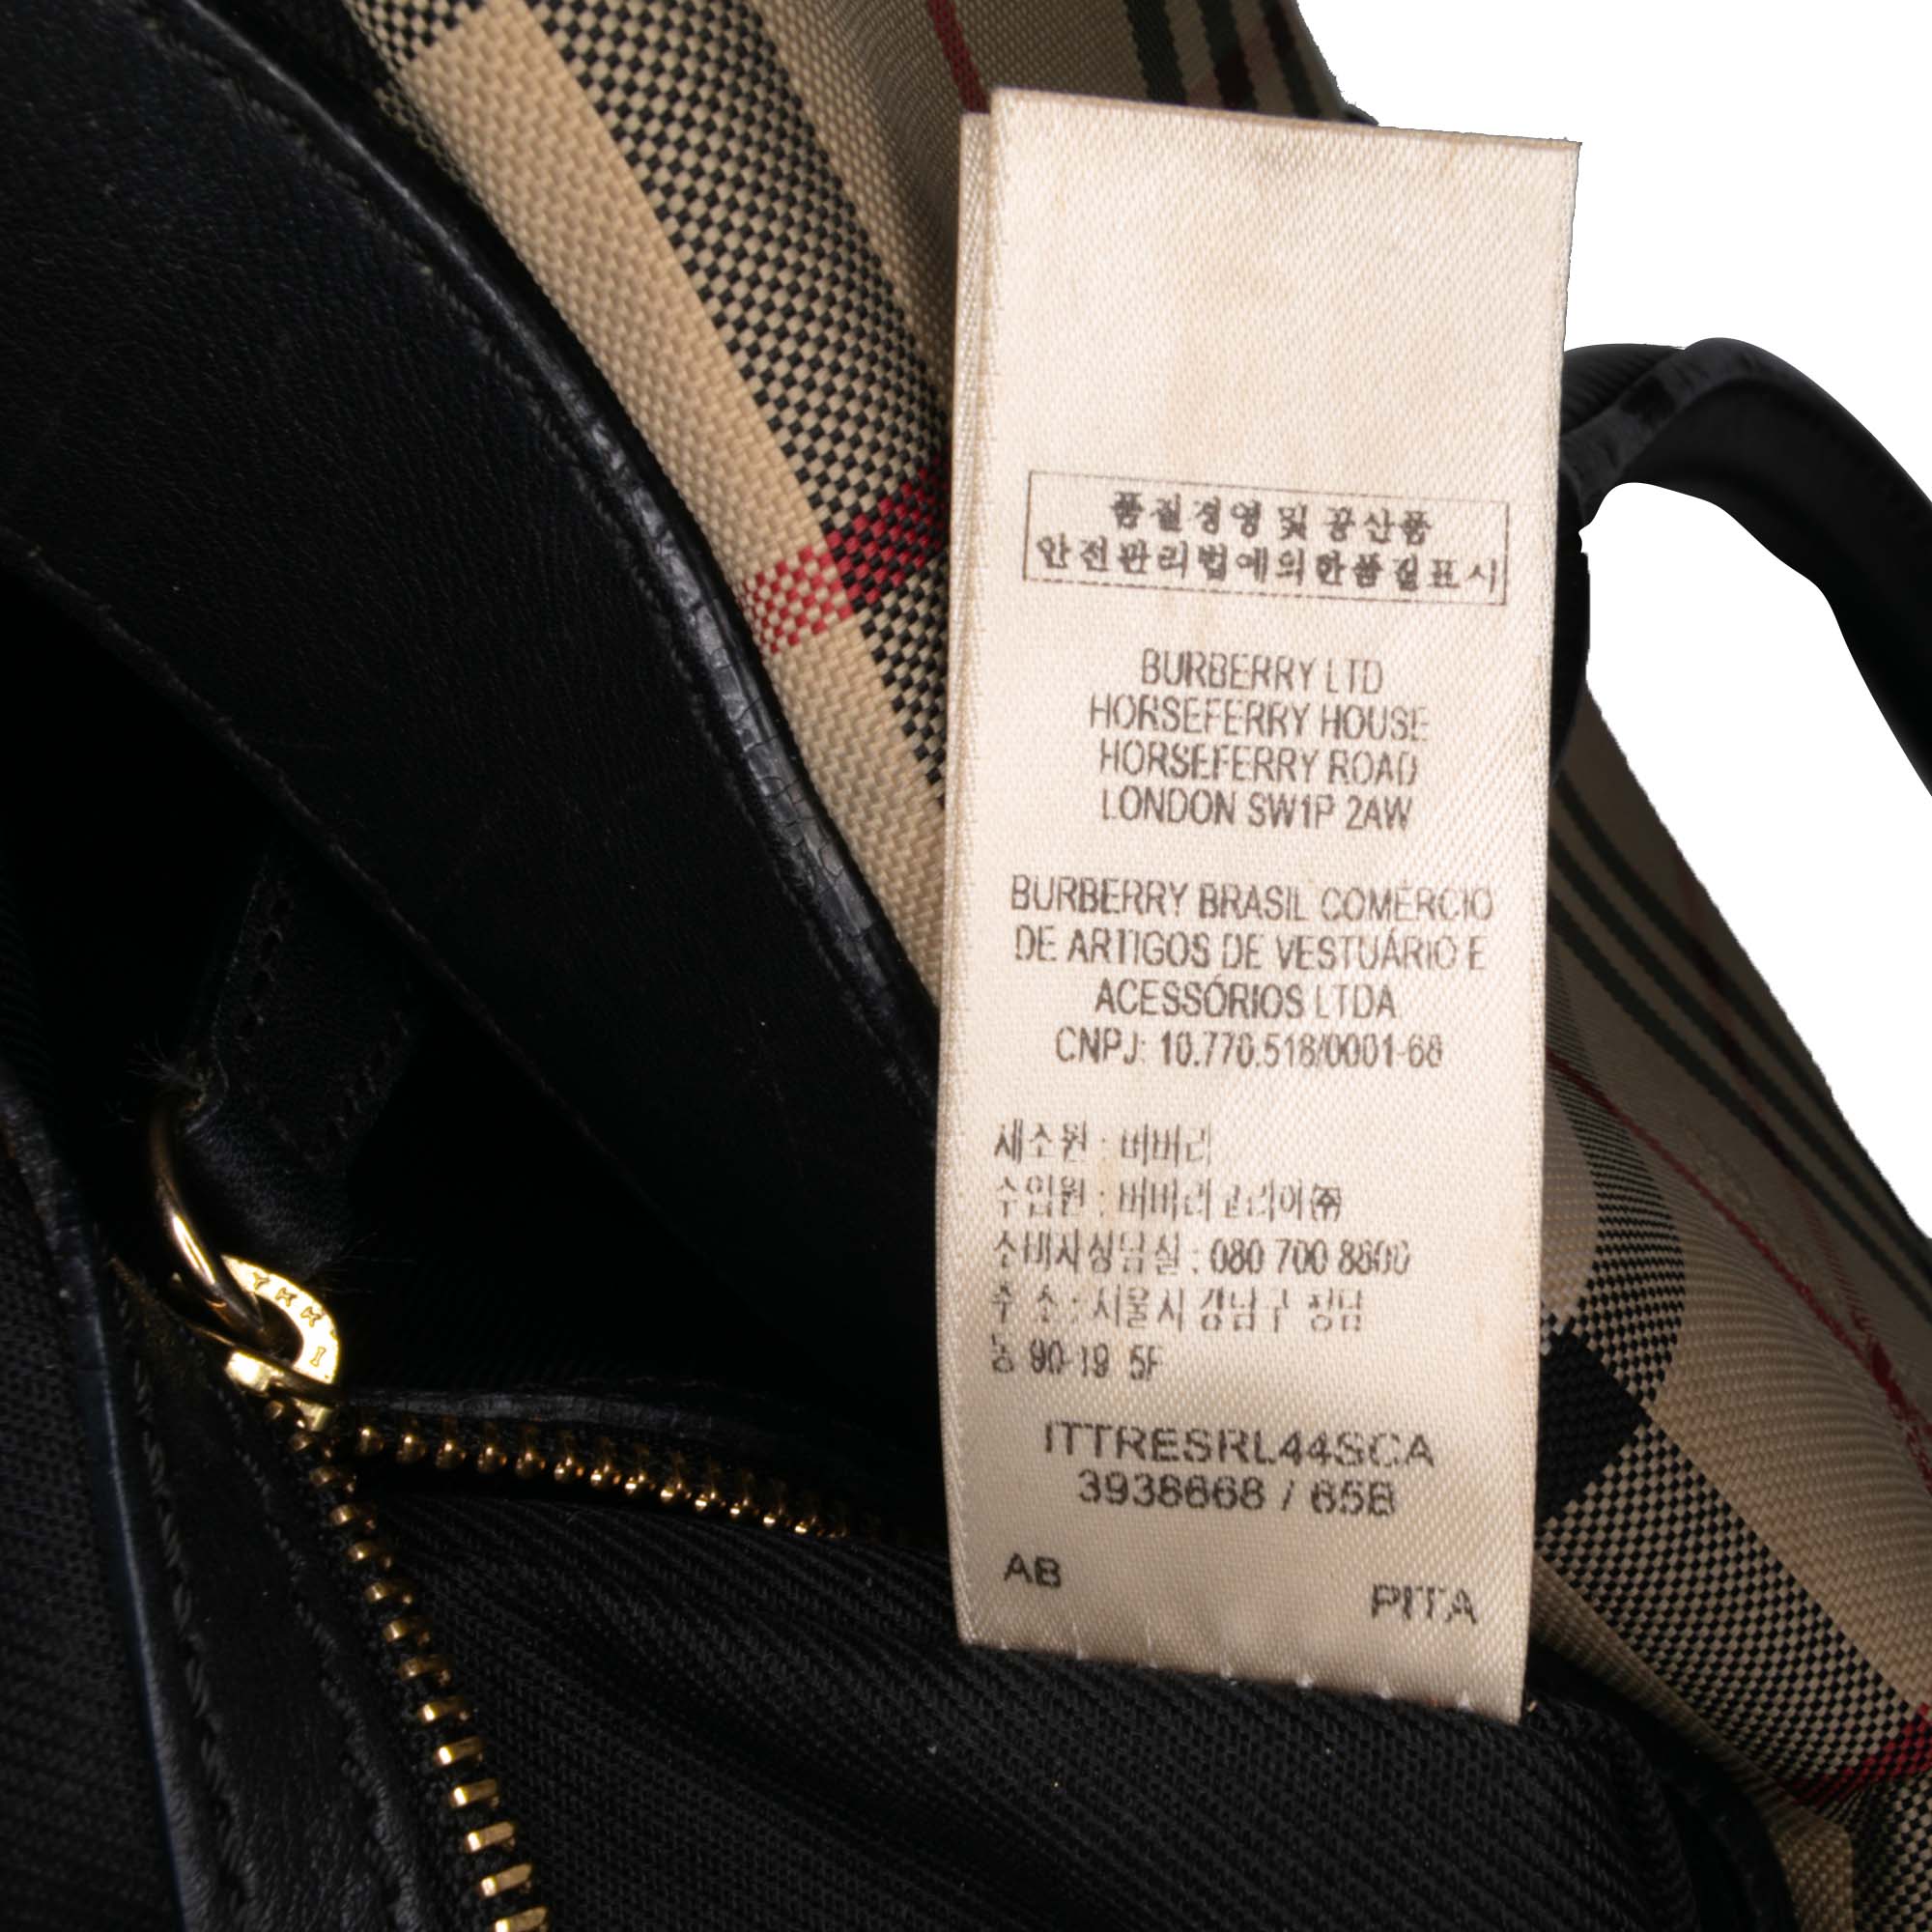 품질경영 및 공산품
안전관리법에의한품질표시
BURBERRY LTD
HORSEFERRY HOUSE
HORSEFERRY ROAD
LONDON SW1P 2AW
BURBERRY BRASIL COMÉRCIO
DE ARTIGOS DE VESTUÁRIO E
ACESSÓRIOS LTDA
CNPJ: 10.770.518/0001-68
제조원 : 버버리
수입원 : 버버리코리아㈜
소비자상담실 : 080 700 8800
주 소 : 서울시 강남구 청담
동 90-19 5F
ITTRESRL44SCA
3938668 / 65B
AB PITA
YKK